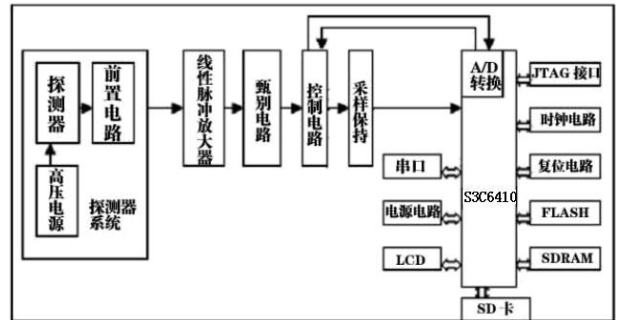 探测器
前置电路
高压电源
探测器
系统
线性脉冲放大器
甄别电路
控制电路
采样保持
A/D
转换
S3C6410
串口
电源电路
LCD
JTAG 接口
时钟电路
复位电路
FLASH
SDRAM
SD 卡